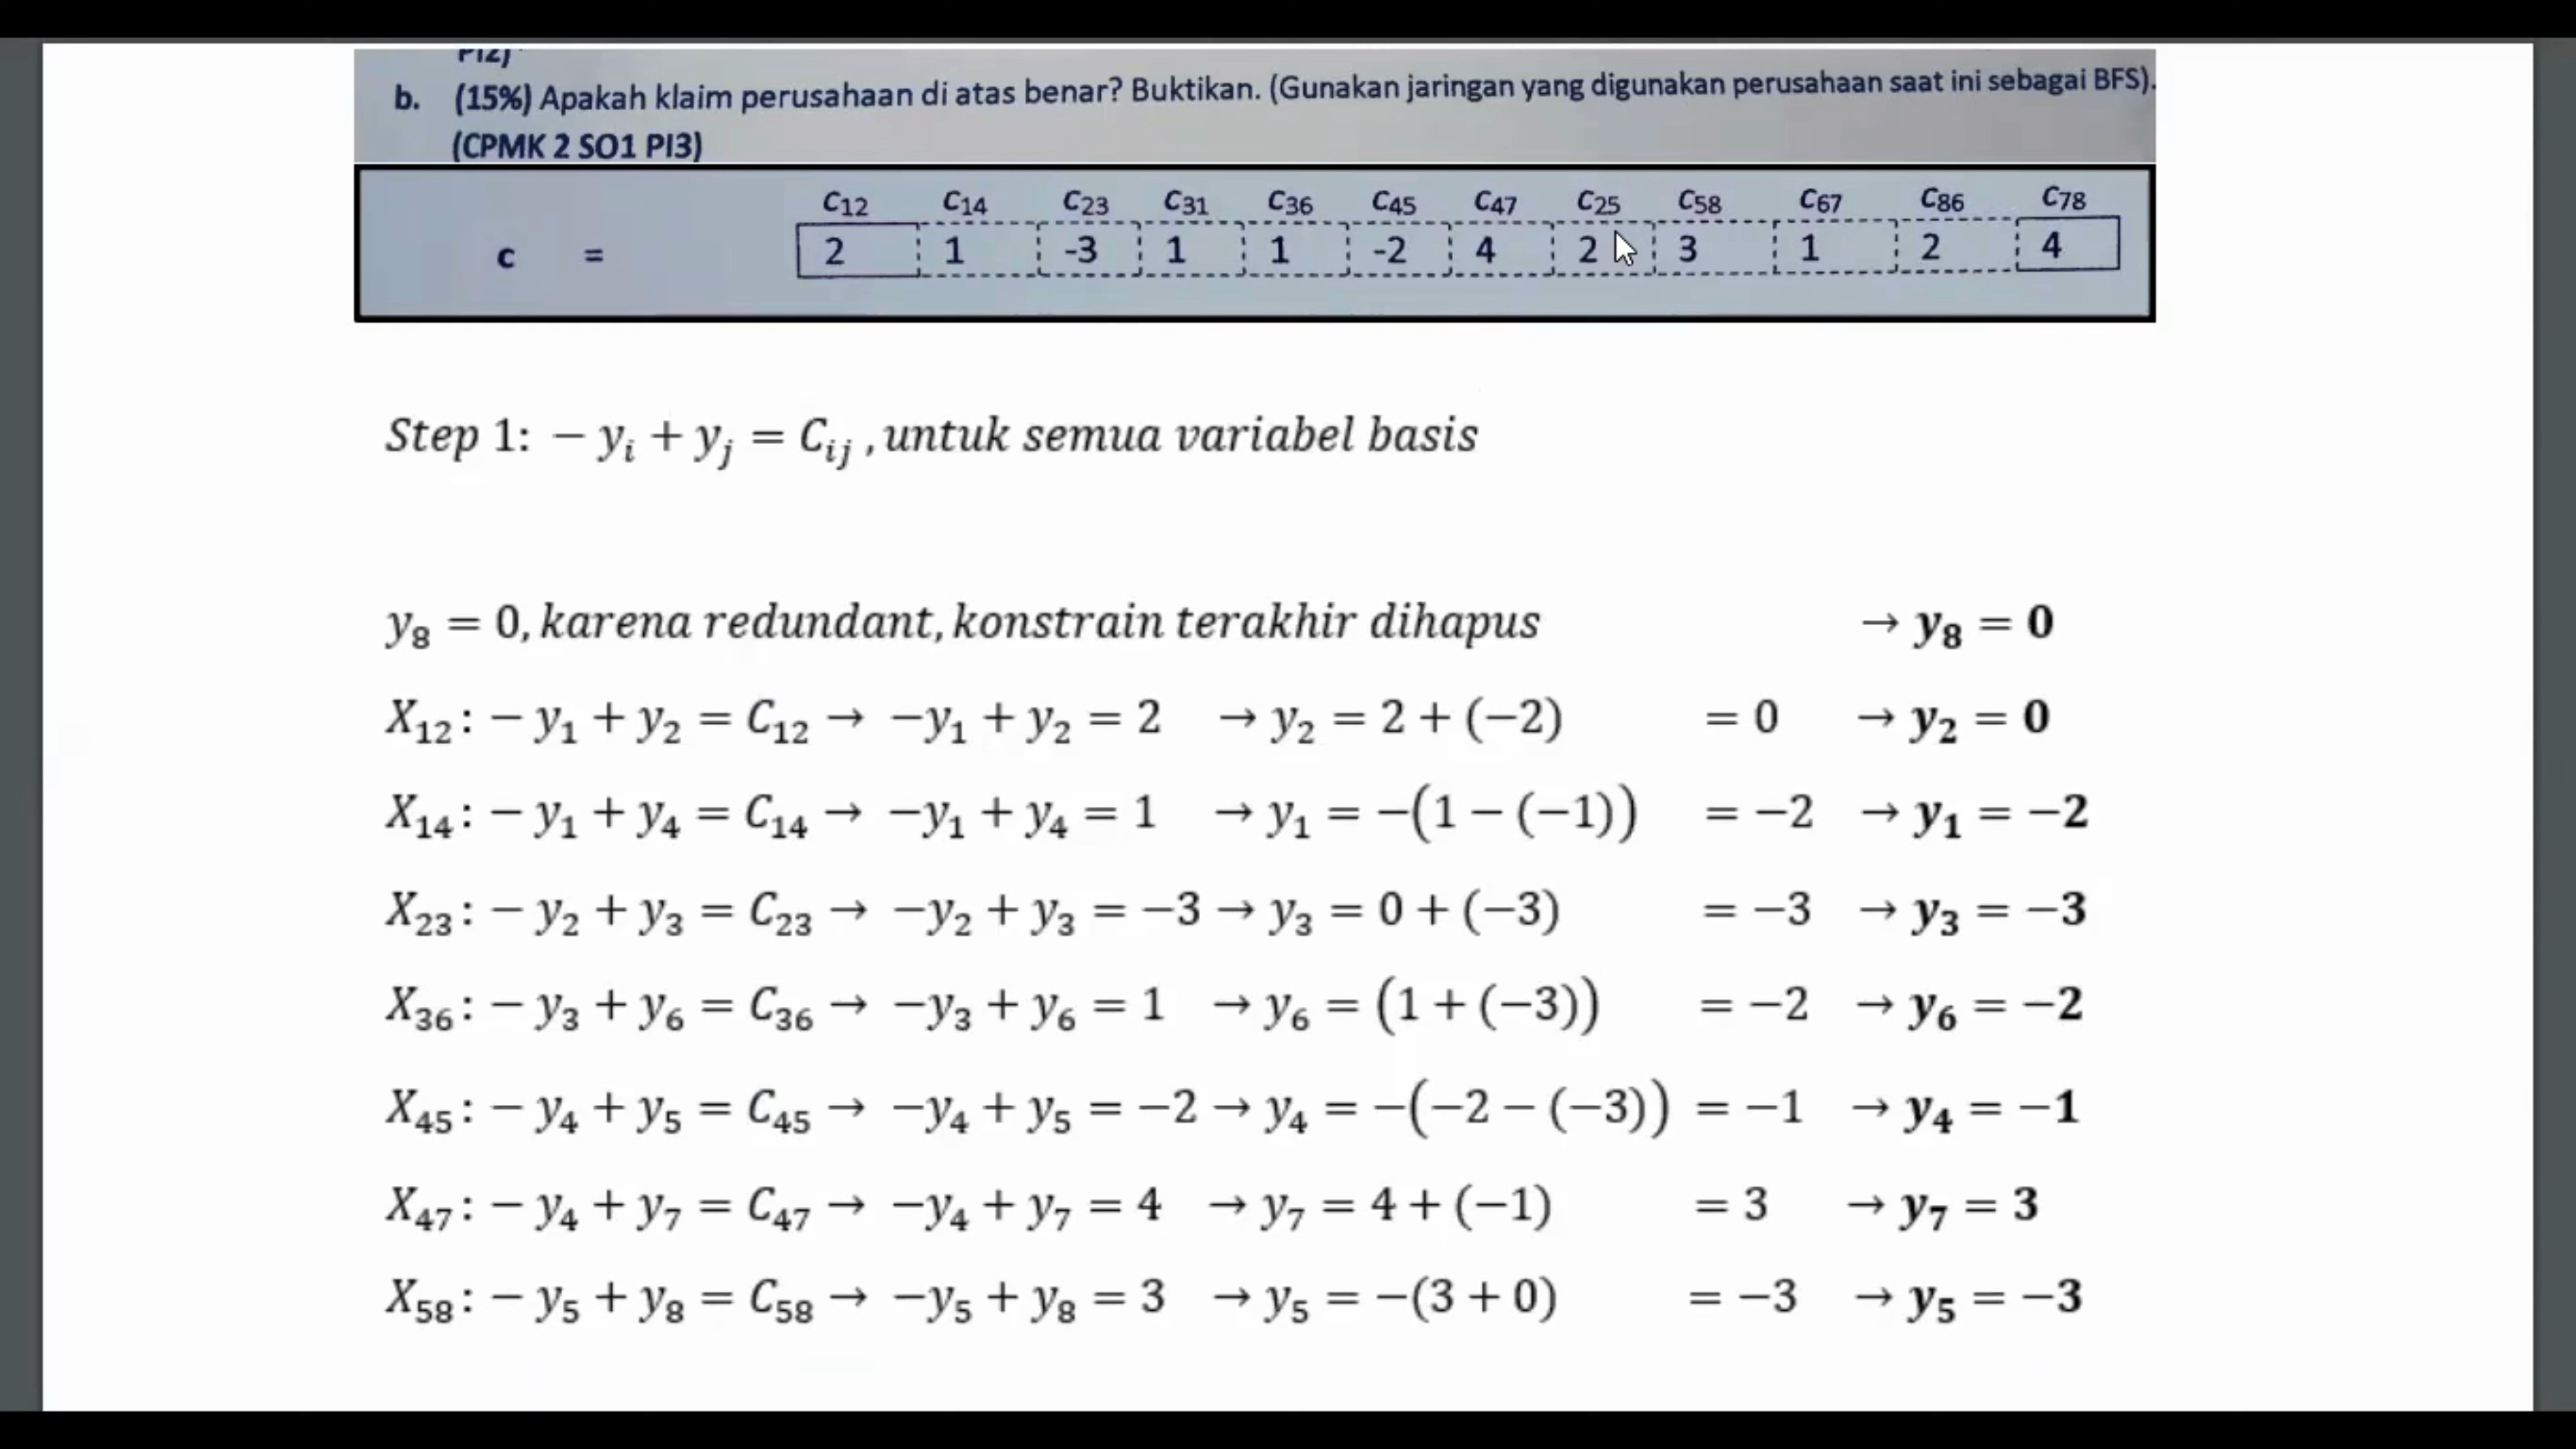 PI2)
b. (15%) Apakah klaim perusahaan di atas benar? Buktikan. (Gunakan jaringan yang digunakan perusahaan saat ini sebagai BFS).
(CPMK 2 SO1 PI3)
C12 C14 C23 C31 C36 C45 C47 C25 C58 C67 C86 C78
c = 2 1 -3 1 1 -2 4 2 3 1 2 4
Step 1: − yᵢ + yⱼ = Cᵢⱼ , untuk semua variabel basis
y₈ = 0, karena redundant, konstrain terakhir dihapus → y₈ = 0
X₁₂: − y₁ + y₂ = C₁₂ → −y₁ + y₂ = 2 → y₂ = 2 + (−2) = 0 → y₂ = 0
X₁₄: − y₁ + y₄ = C₁₄ → −y₁ + y₄ = 1 → y₁ = −(1 − (−1)) = −2 → y₁ = −2
X₂₃: − y₂ + y₃ = C₂₃ → −y₂ + y₃ = −3 → y₃ = 0 + (−3) = −3 → y₃ = −3
X₃₆: − y₃ + y₆ = C₃₆ → −y₃ + y₆ = 1 → y₆ = (1 + (−3)) = −2 → y₆ = −2
X₄₅: − y₄ + y₅ = C₄₅ → −y₄ + y₅ = −2 → y₄ = −(−2 − (−3)) = −1 → y₄ = −1
X₄₇: − y₄ + y₇ = C₄₇ → −y₄ + y₇ = 4 → y₇ = 4 + (−1) = 3 → y₇ = 3
X₅₈: − y₅ + y₈ = C₅₈ → −y₅ + y₈ = 3 → y₅ = −(3 + 0) = −3 → y₅ = −3